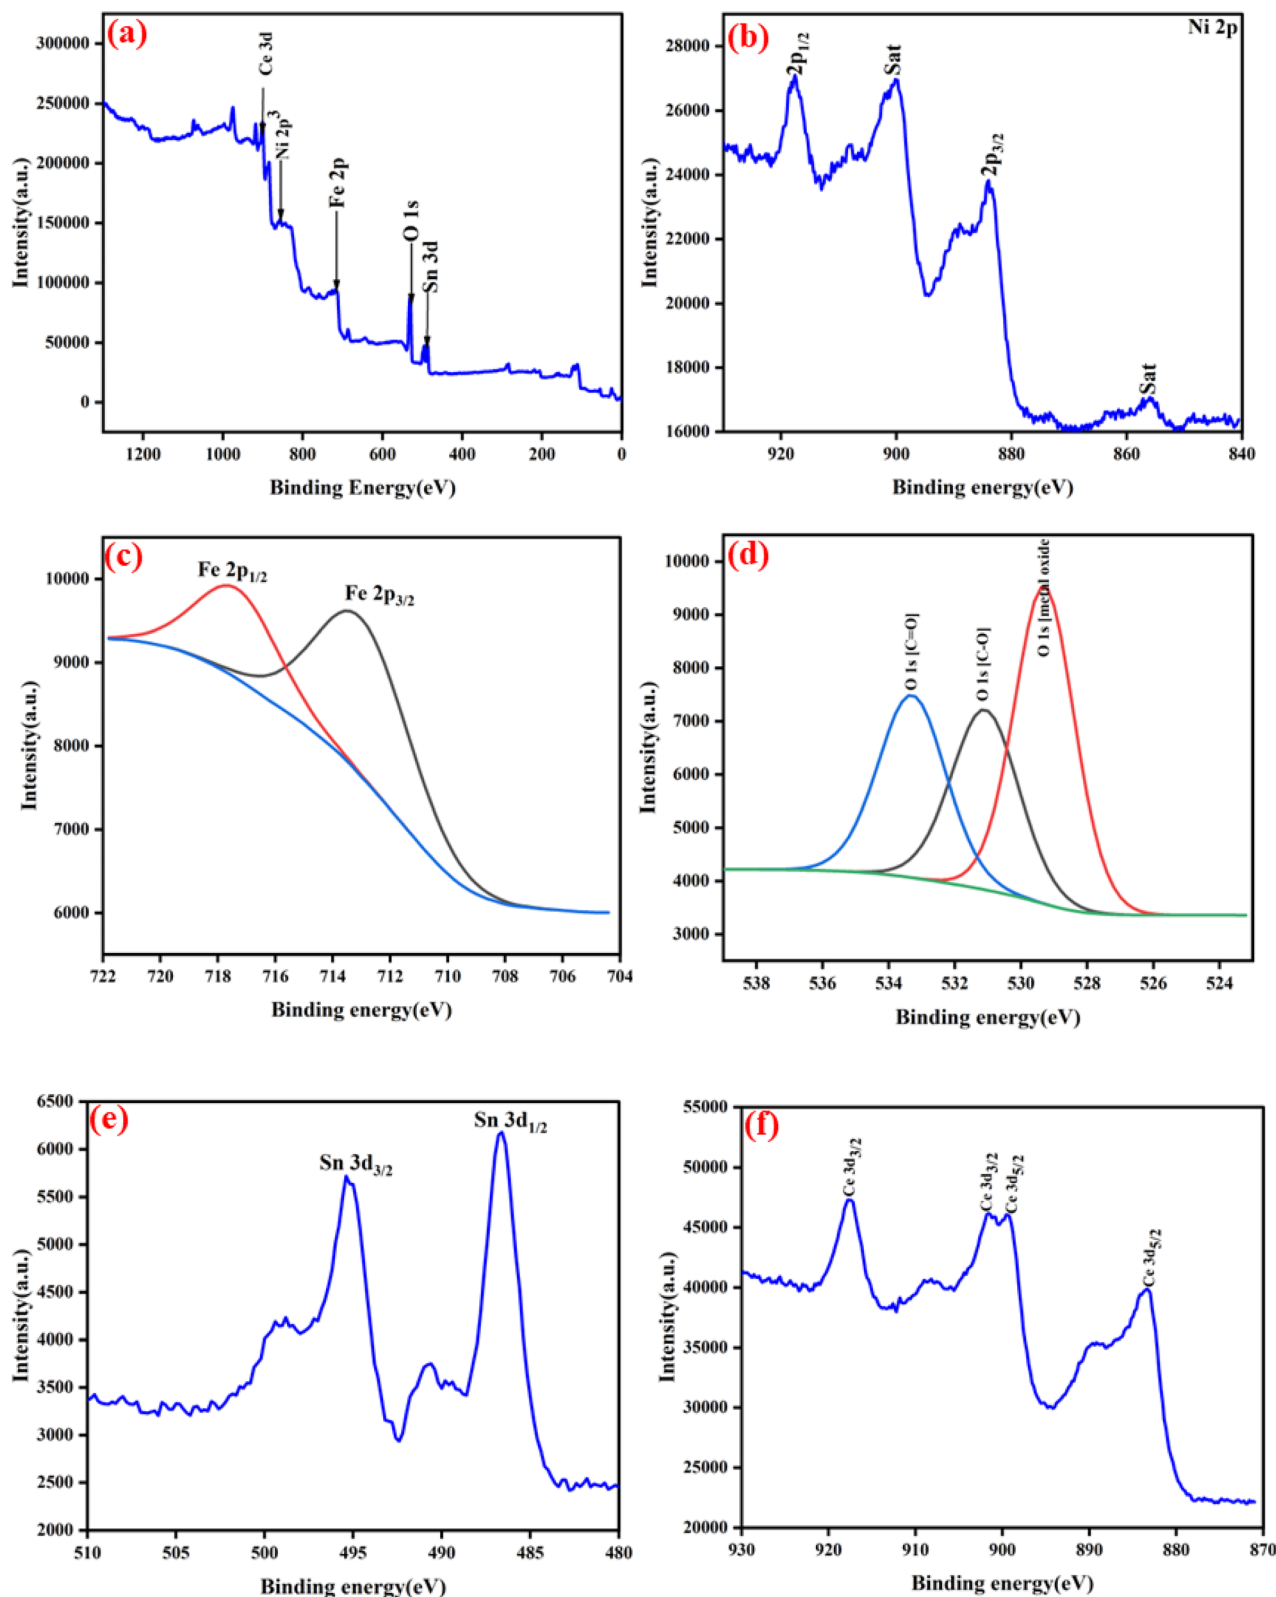 (a)
Ce 3d
Ni 2p3
Fe 2p
O 1s
Sn 3d
300000
250000
200000
150000
100000
50000
0
Intensity(a.u.)
1200 1000 800 600 400 200 0
Binding Energy(eV)
(b)
Ni 2p
2p1/2
Sat
2p3/2
Sat
28000
26000
24000
22000
20000
18000
16000
Intensity(a.u.)
920 900 880 860 840
Binding energy(eV)
(c)
Fe 2p1/2
Fe 2p3/2
10000
9000
8000
7000
6000
Intensity(a.u.)
722 720 718 716 714 712 710 708 706 704
Binding energy(eV)
(d)
O 1s [C=O]
O 1s [C-O]
O 1s [metal oxide
10000
9000
8000
7000
6000
5000
4000
3000
Intensity(a.u.)
538 536 534 532 530 528 526 524
Binding energy(eV)
(e)
Sn 3d3/2
Sn 3d1/2
6500
6000
5500
5000
4500
4000
3500
3000
2500
2000
Intensity(a.u.)
510 505 500 495 490 485 480
Binding energy(eV)
(f)
Ce 3d3/2
Ce 3d3/2
Ce 3d5/2
Ce 3d5/2
55000
50000
45000
40000
35000
30000
25000
20000
Intensity(a.u.)
930 920 910 900 890 880 870
Binding energy(eV)